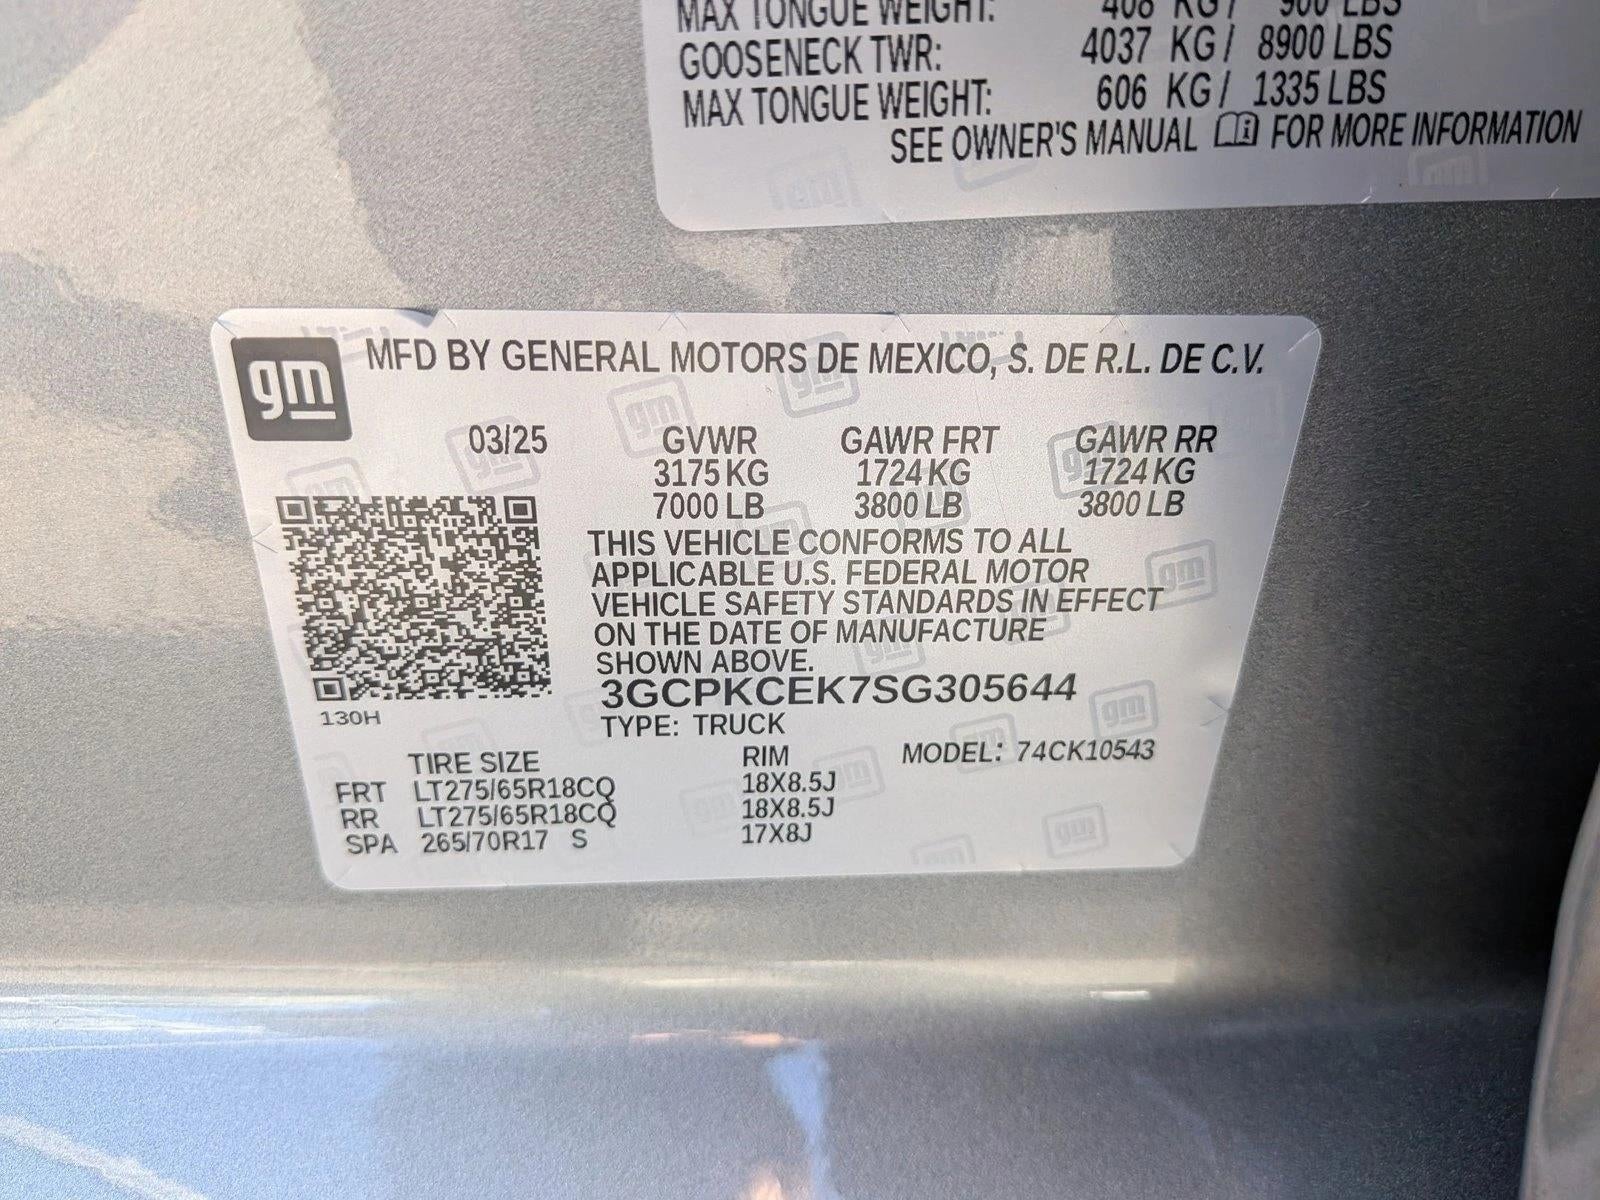 MAX TONGUE WEIGHT: 408 KG / 900 LBS
GOOSENECK TWR: 4037 KG / 8900 LBS
MAX TONGUE WEIGHT: 606 KG / 1335 LBS
SEE OWNER'S MANUAL FOR MORE INFORMATION
gm MFD BY GENERAL MOTORS DE MEXICO, S. DE R.L. DE C.V.
03/25 GVWR GAWR FRT GAWR RR
3175 KG 1724 KG 1724 KG
7000 LB 3800 LB 3800 LB
THIS VEHICLE CONFORMS TO ALL
APPLICABLE U.S. FEDERAL MOTOR
VEHICLE SAFETY STANDARDS IN EFFECT
ON THE DATE OF MANUFACTURE
SHOWN ABOVE.
3GCPKCEK7SG305644
130H
TYPE: TRUCK
TIRE SIZE RIM MODEL: 74CK10543
FRT LT275/65R18CQ 18X8.5J
RR LT275/65R18CQ 18X8.5J
SPA 265/70R17 S 17X8J